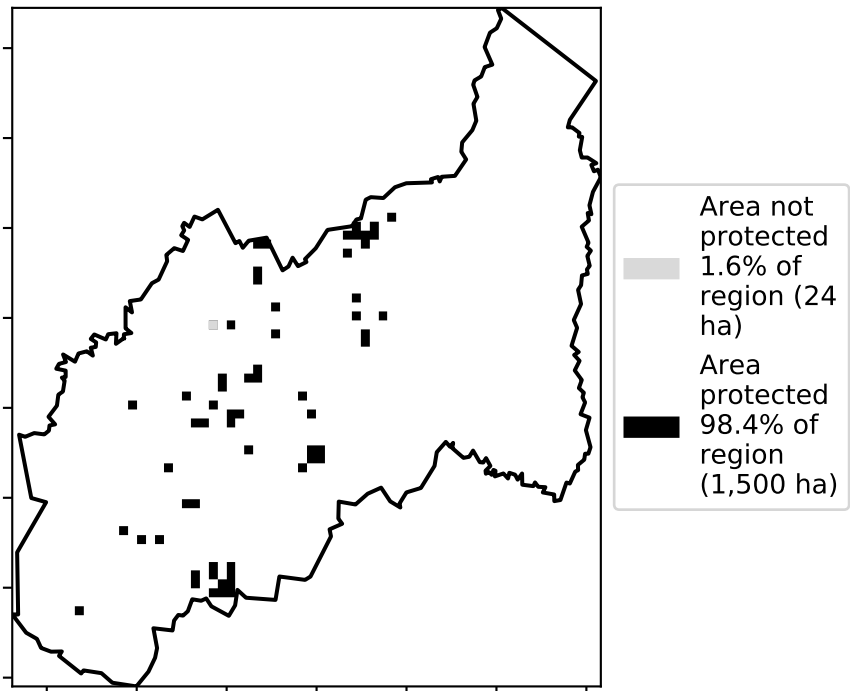 Area not
protected
1.6% of
region (24
ha)
Area
protected
98.4% of
region
(1,500 ha)